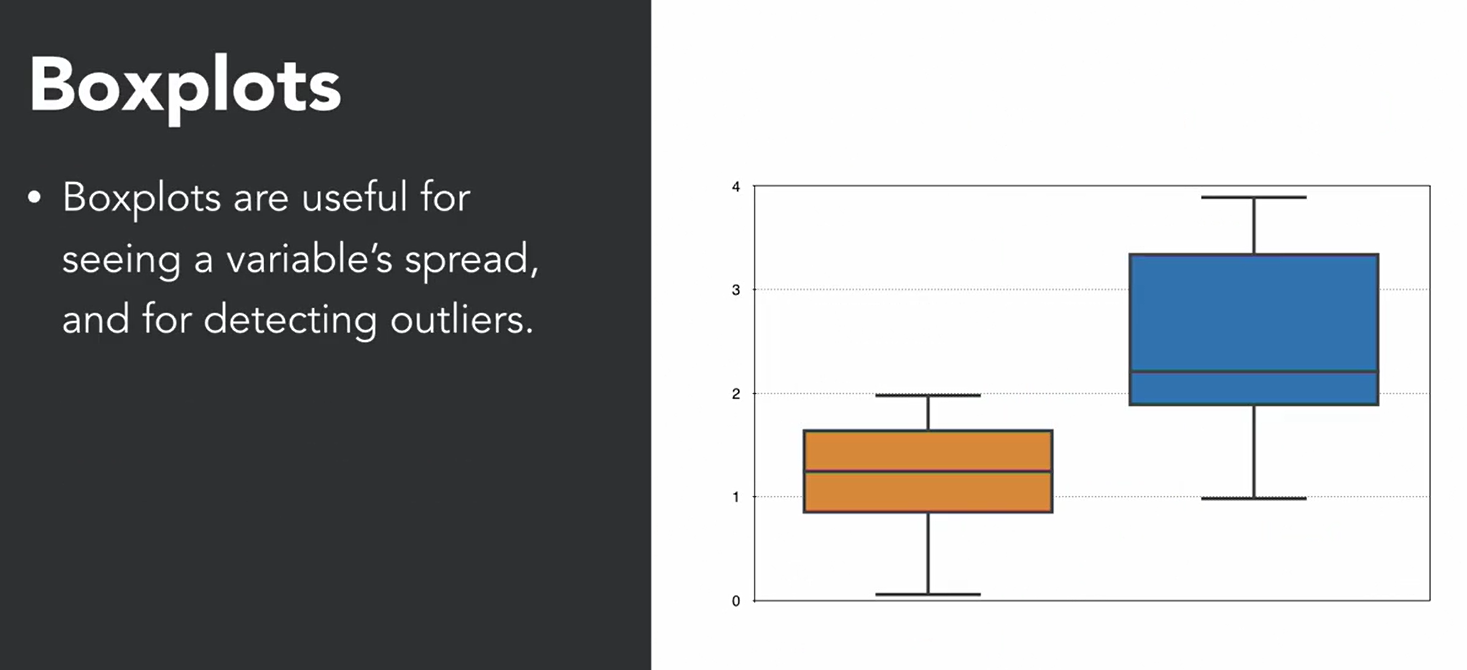 Boxplots
• Boxplots are useful for
seeing a variable’s spread,
and for detecting outliers.
4
3
2
1
0